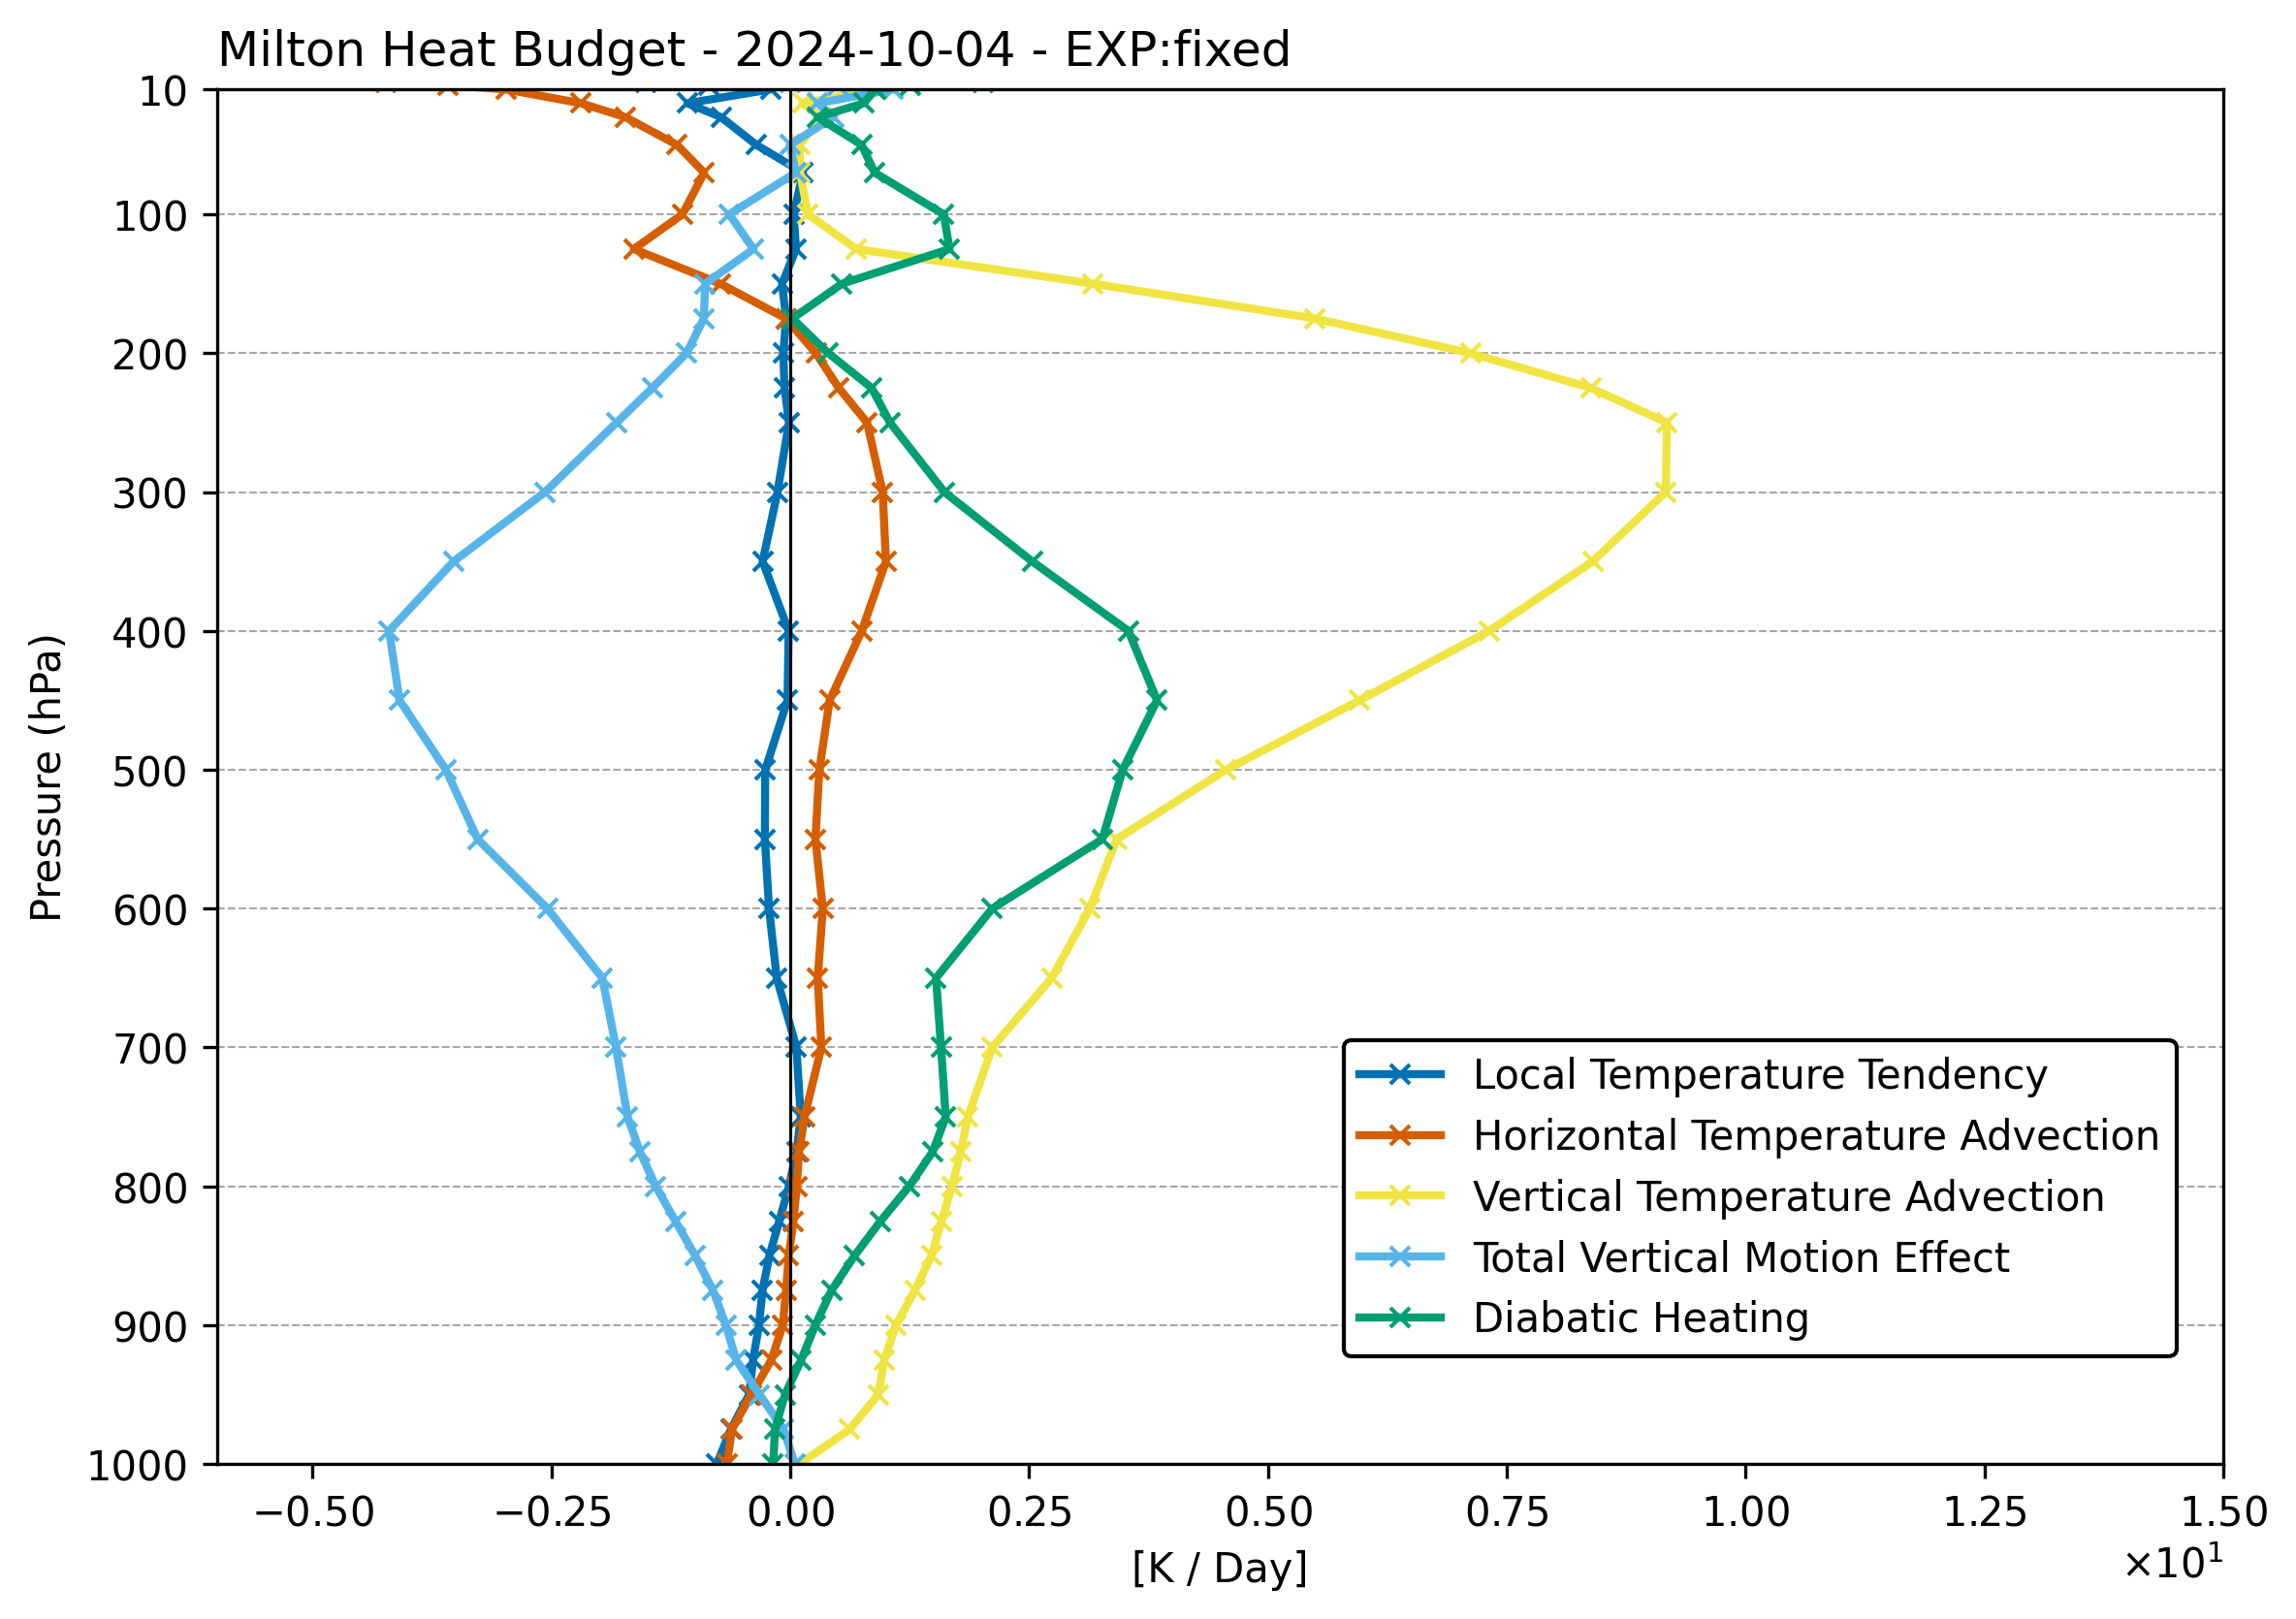 Milton Heat Budget - 2024-10-04 - EXP:fixed
10
100
200
300
400
500
600
700
800
900
1000
Pressure (hPa)
Local Temperature Tendency
Horizontal Temperature Advection
Vertical Temperature Advection
Total Vertical Motion Effect
Diabatic Heating
−0.50 −0.25 0.00 0.25 0.50 0.75 1.00 1.25 1.50
[K / Day]
×10¹